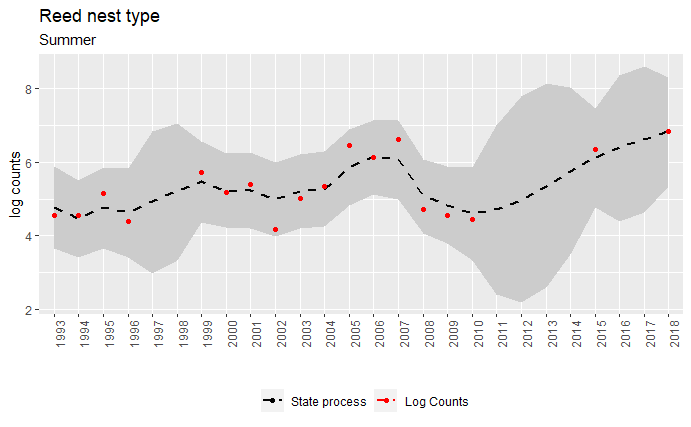 Reed nest type
Summer
log counts
8
6
4
2
1993 1994 1995 1996 1997 1998 1999 2000 2001 2002 2003 2004 2005 2006 2007 2008 2009 2010 2011 2012 2013 2014 2015 2016 2017 2018
State process Log Counts